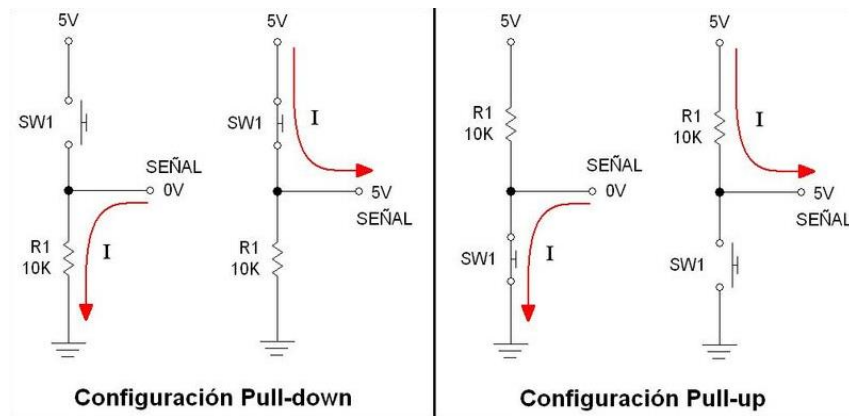 5V
SW1
SEÑAL
0V
R1
10K
I
5V
SW1
I
5V
SEÑAL
R1
10K
Configuración Pull-down
5V
R1
10K
SEÑAL
0V
SW1
I
5V
R1
10K
I
5V
SEÑAL
SW1
Configuración Pull-up